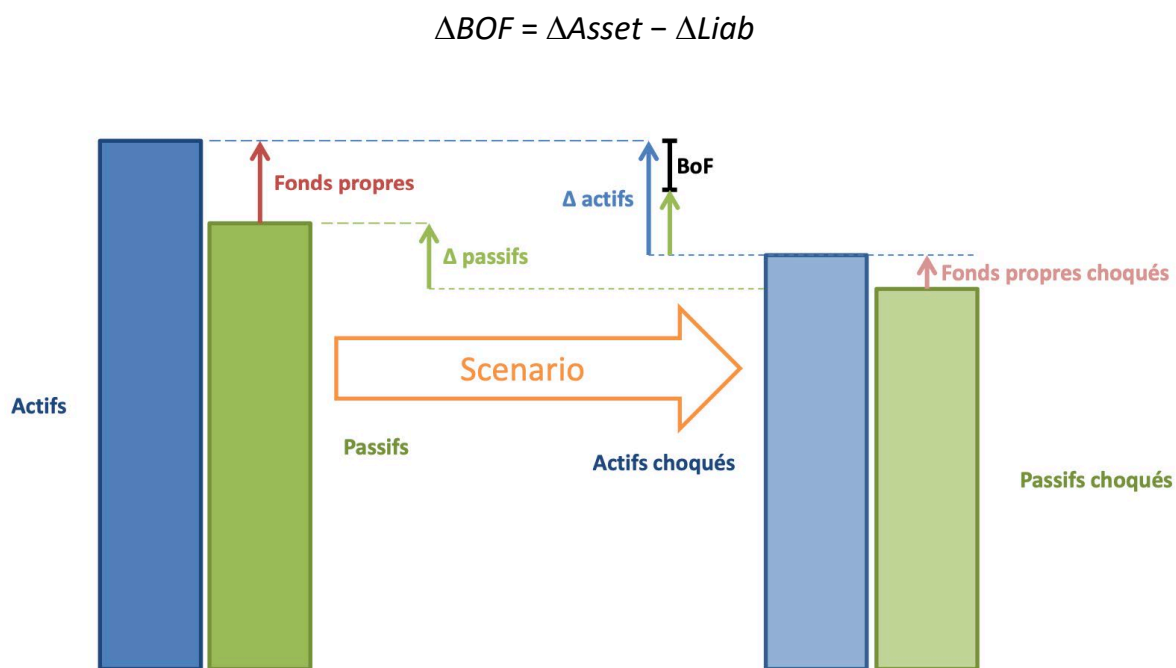 ΔBOF = ΔAsset − ΔLiab
BoF
Fonds propres
Δ actifs
Δ passifs
Fonds propres choqués
Scenario
Actifs
Passifs
Actifs choqués
Passifs choqués